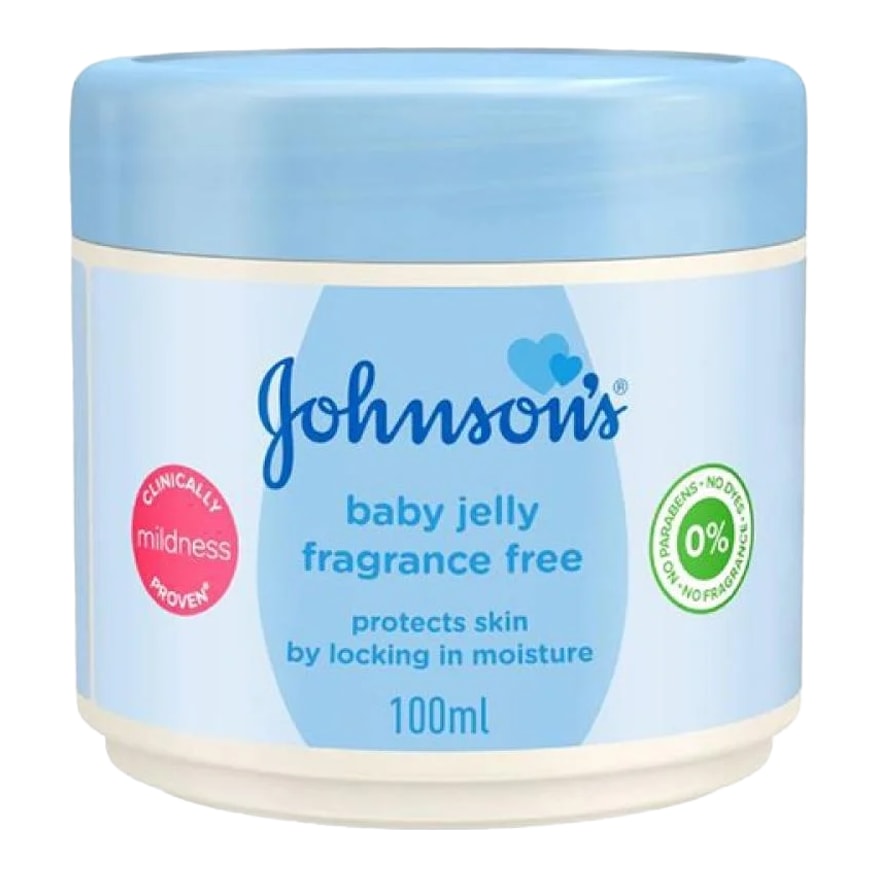 Johnson's®
baby jelly
fragrance free
protects skin
by locking in moisture
100ml
CLINICALLY
mildness
PROVEN®
NO PARABENS • NO DYES • NO FRAGRANCE •
0%